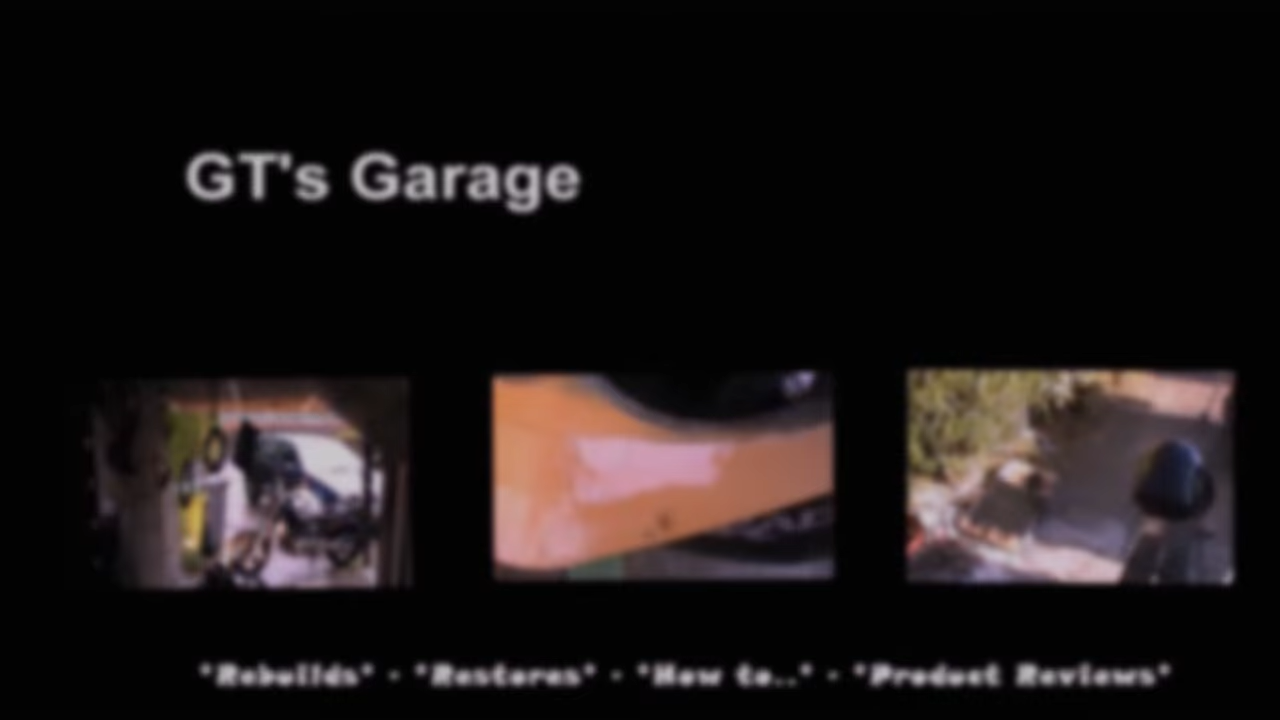 GT's Garage
"Rebuilds" - "Restores" - "How to.." - "Product Reviews"